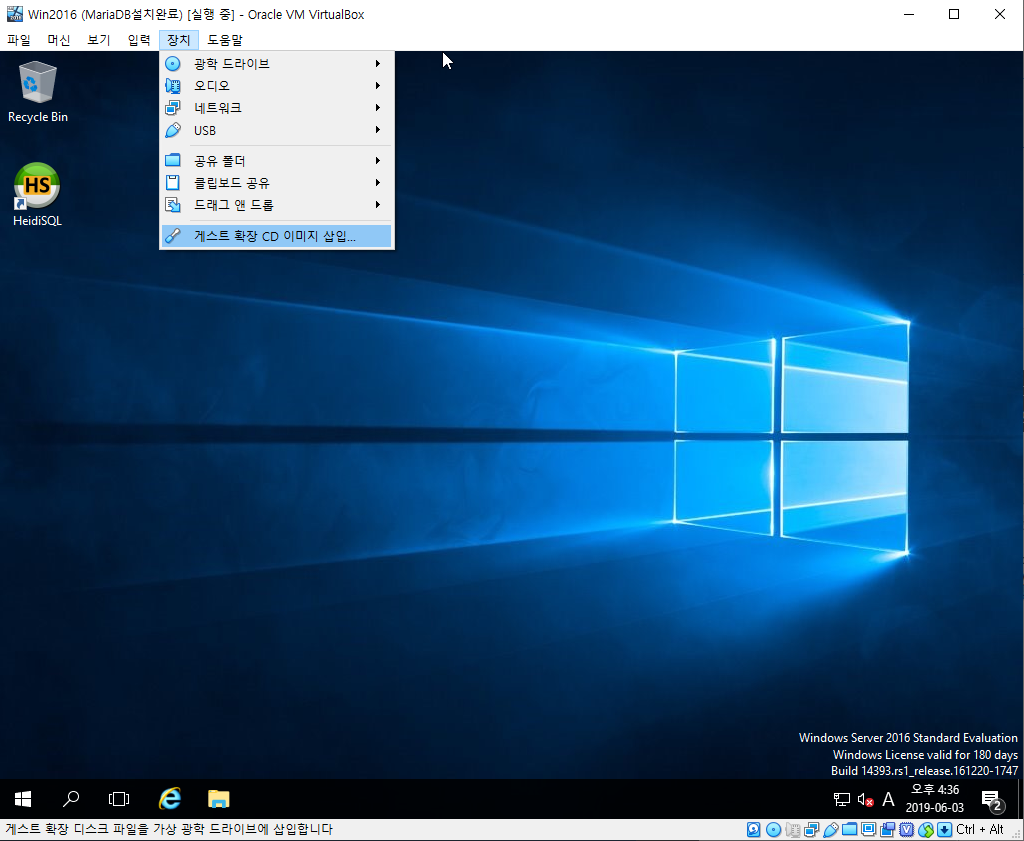 Win2016 (MariaDB설치완료) [실행 중] - Oracle VM VirtualBox
파일 머신 보기 입력 장치 도움말
광학 드라이브
오디오
네트워크
USB
공유 폴더
클립보드 공유
드래그 앤 드롭
게스트 확장 CD 이미지 삽입...
Recycle Bin
HS
HeidiSQL
Windows Server 2016 Standard Evaluation
Windows License valid for 180 days
Build 14393.rs1_release.161220-1747
A
오후 4:36
2019-06-03
2
게스트 확장 디스크 파일을 가상 광학 드라이브에 삽입합니다
V
Ctrl + Alt